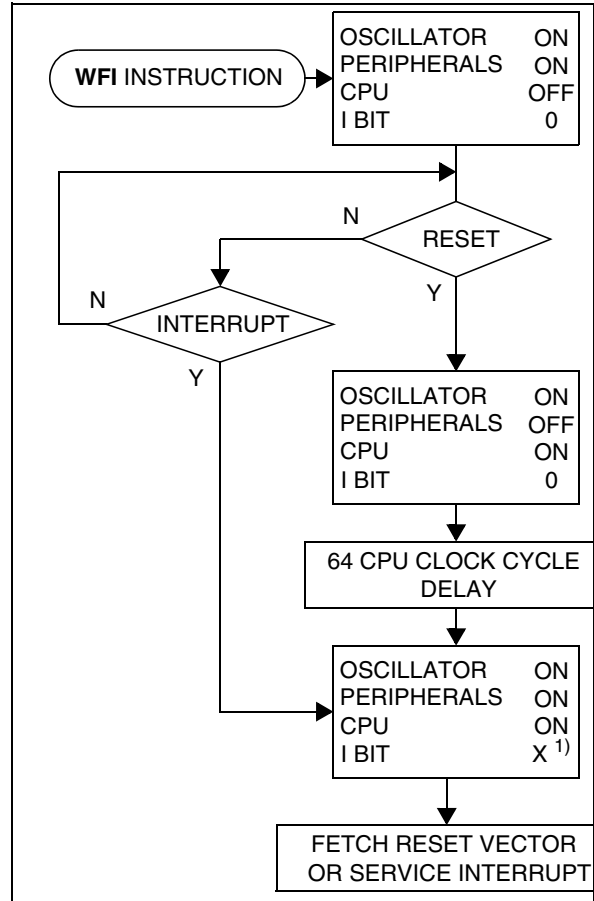 WFI INSTRUCTION
OSCILLATOR ON
PERIPHERALS ON
CPU OFF
I BIT 0
N
RESET
Y
N
INTERRUPT
Y
OSCILLATOR ON
PERIPHERALS OFF
CPU ON
I BIT 0
64 CPU CLOCK CYCLE
DELAY
OSCILLATOR ON
PERIPHERALS ON
CPU ON
I BIT X 1)
FETCH RESET VECTOR
OR SERVICE INTERRUPT